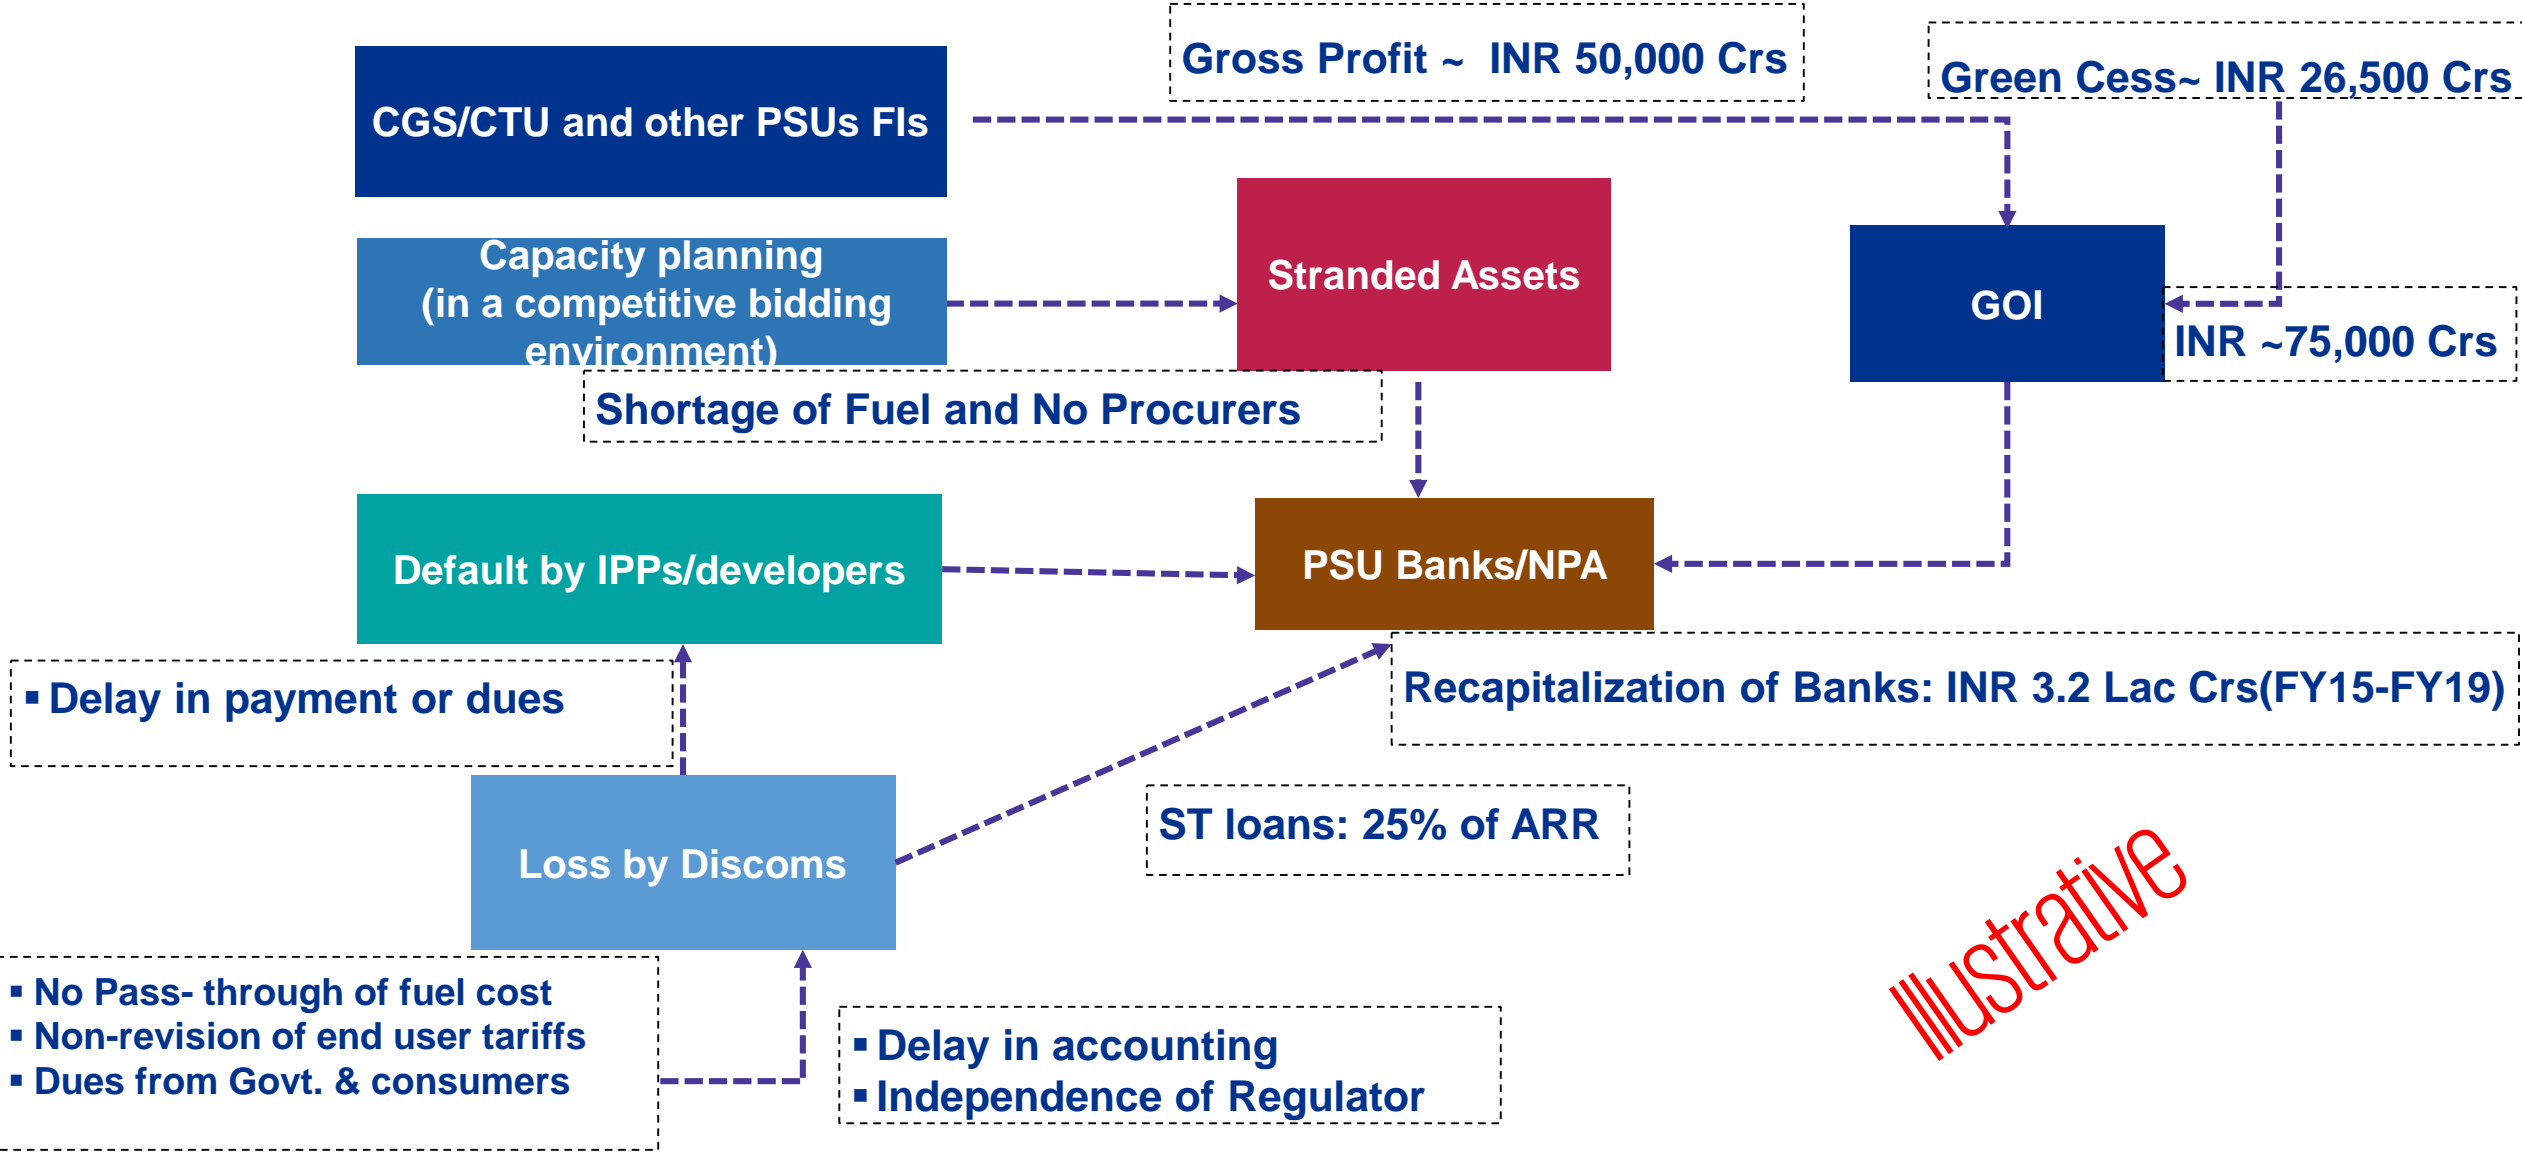 Gross Profit ~ INR 50,000 Crs
Green Cess~ INR 26,500 Crs
CGS/CTU and other PSUs FIs
Capacity planning
(in a competitive bidding
environment)
Stranded Assets
GOI
INR ~75,000 Crs
Shortage of Fuel and No Procurers
Default by IPPs/developers
PSU Banks/NPA
▪ Delay in payment or dues
Recapitalization of Banks: INR 3.2 Lac Crs(FY15-FY19)
ST loans: 25% of ARR
Loss by Discoms
Illustrative
▪ No Pass- through of fuel cost
▪ Non-revision of end user tariffs
▪ Dues from Govt. & consumers
▪ Delay in accounting
▪ Independence of Regulator